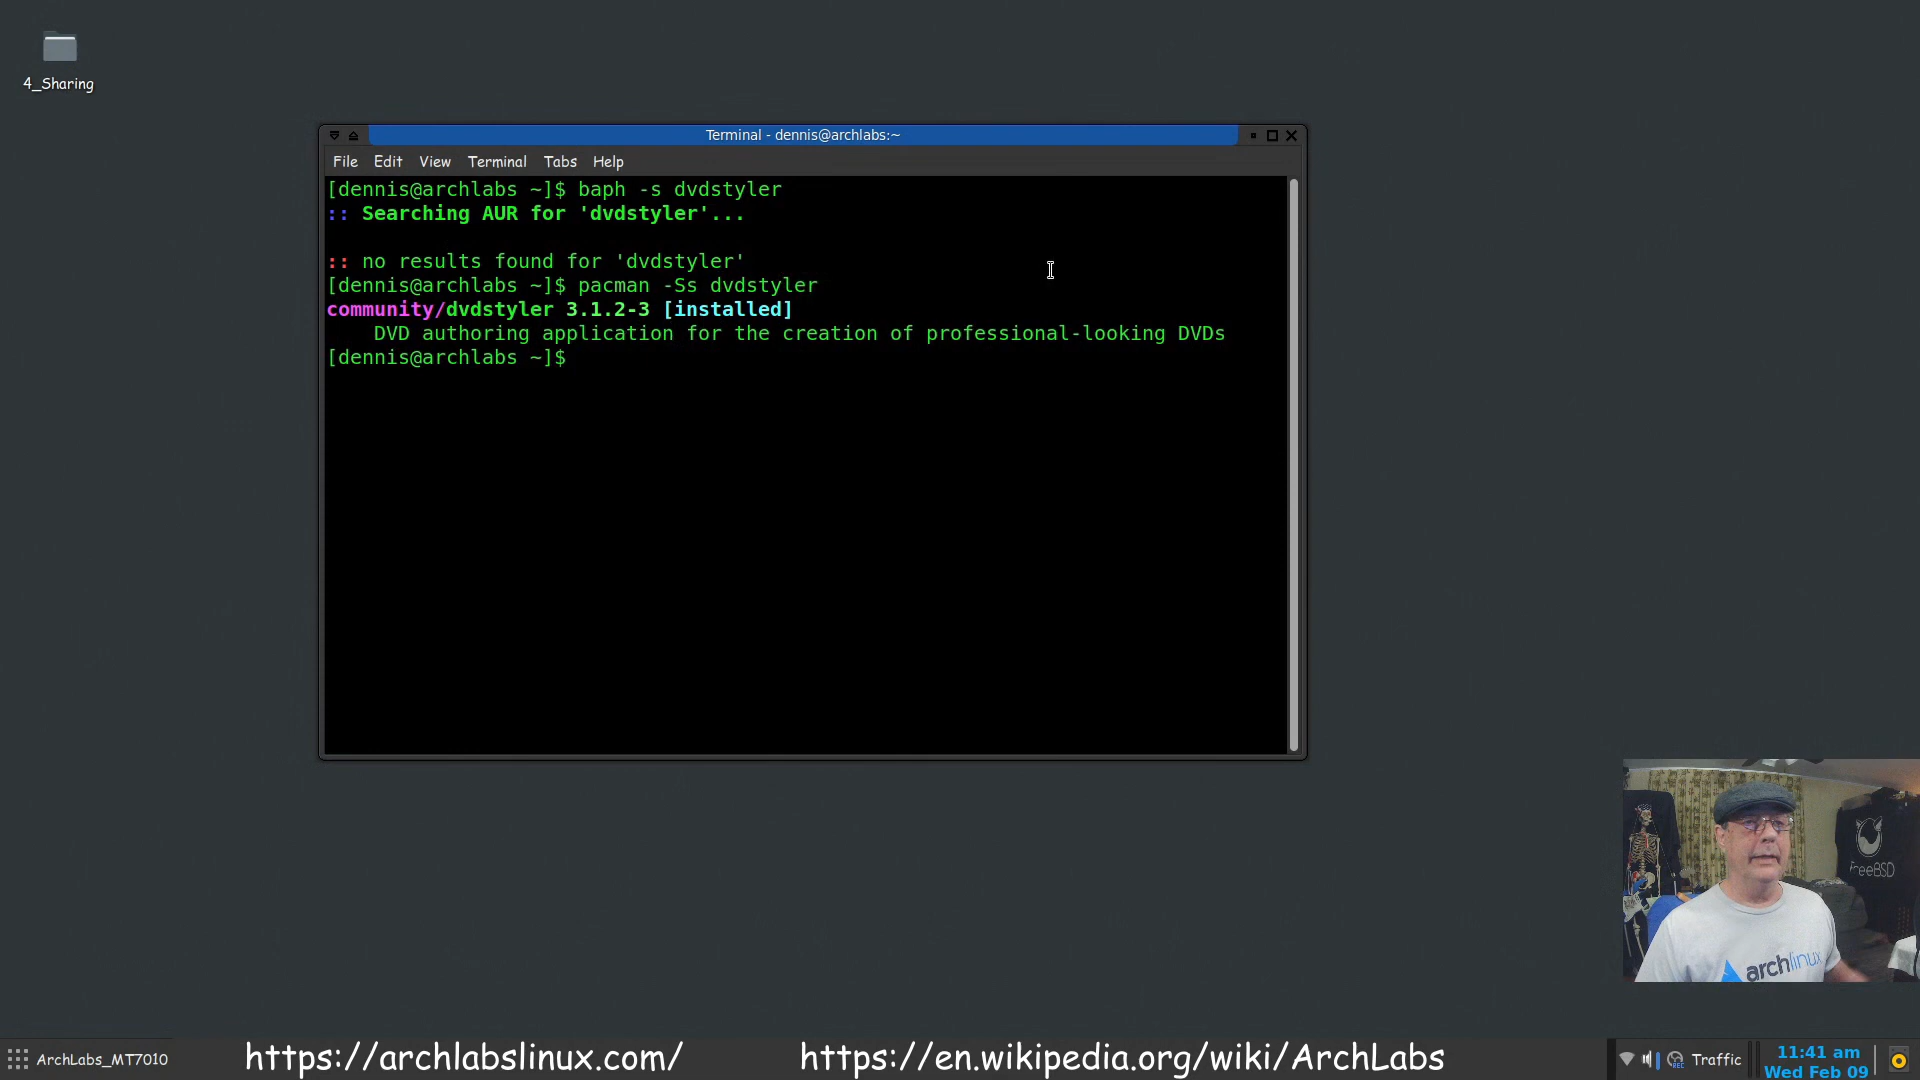 4_Sharing
Terminal - dennis@archlabs:~
File Edit View Terminal Tabs Help
[dennis@archlabs ~]$ baph -s dvdstyler
:: Searching AUR for 'dvdstyler'...
:: no results found for 'dvdstyler'
[dennis@archlabs ~]$ pacman -Ss dvdstyler
community/dvdstyler 3.1.2-3 [installed]
DVD authoring application for the creation of professional-looking DVDs
[dennis@archlabs ~]$
FreeBSD
archlinux
ArchLabs_MT7010
https://archlabslinux.com/
https://en.wikipedia.org/wiki/ArchLabs
REC
Traffic
11:41 am
Wed Feb 09